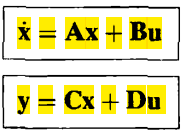 ẋ = Ax + Bu
y = Cx + Du